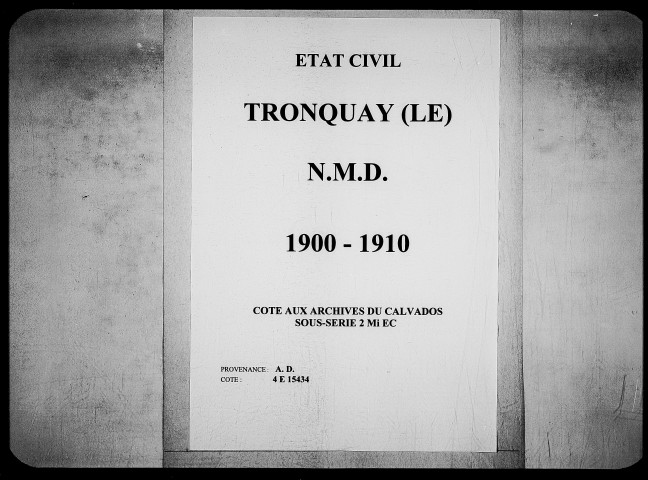 ETAT CIVIL
TRONQUAY (LE)
N.M.D.
1900 - 1910
COTE AUX ARCHIVES DU CALVADOS
SOUS-SERIE 2 Mi EC
PROVENANCE : A. D.
COTE : 4 E 15434